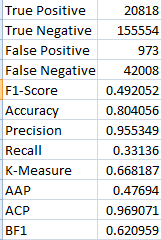 True Positive 20818
True Negative 155554
False Positive 973
False Negative 42008
F1-Score 0.492052
Accuracy 0.804056
Precision 0.955349
Recall 0.33136
K-Measure 0.668187
AAP 0.47694
ACP 0.969071
BF1 0.620959